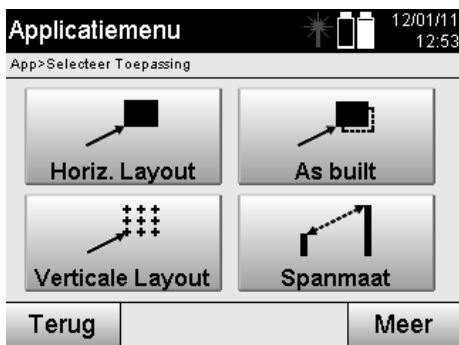 Applicatiemenu
12/01/11
12:53
App>Selecteer Toepassing
Horiz. Layout
As built
Verticale Layout
Spanmaat
Terug
Meer